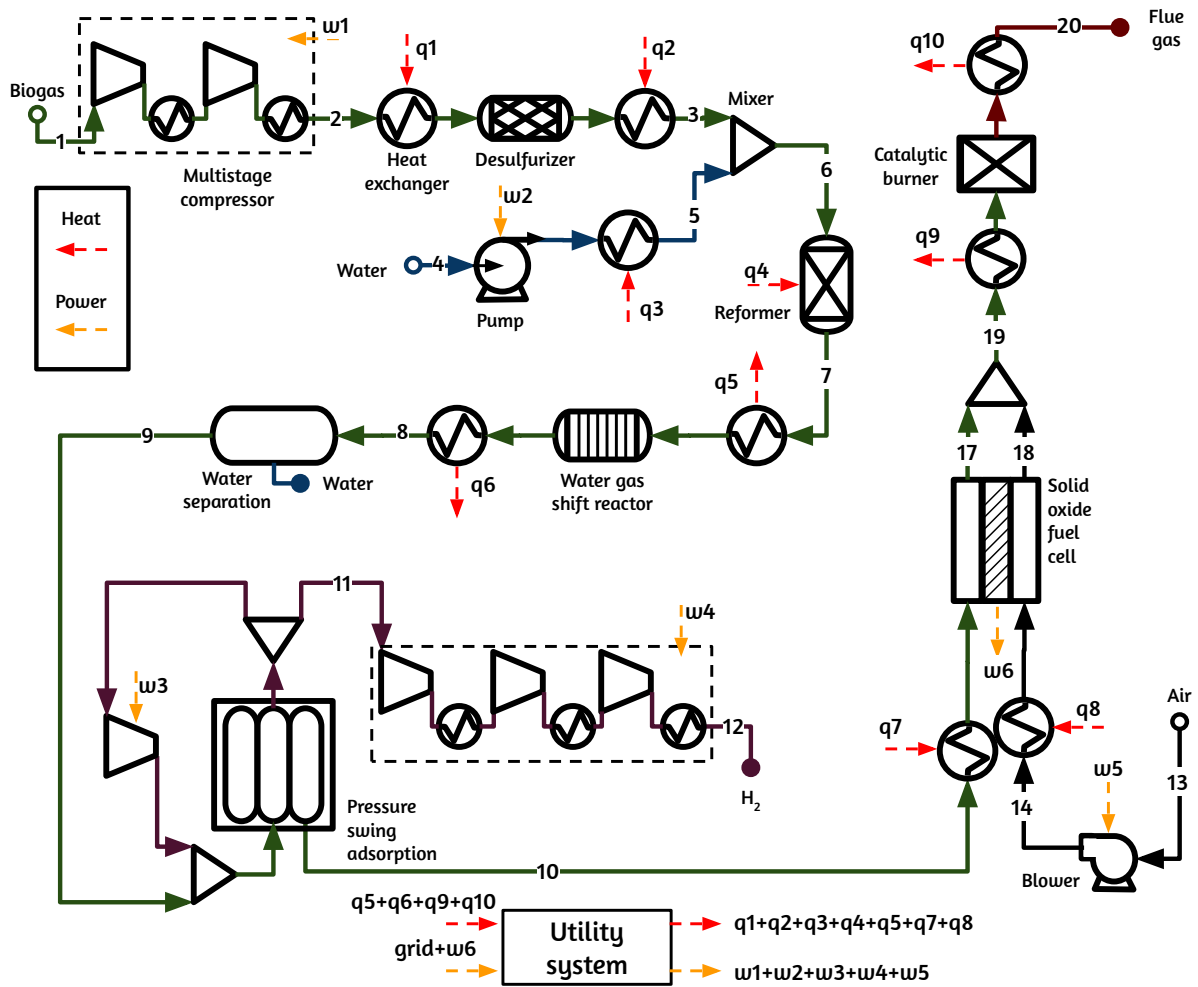 w1
20
Flue
gas
q1
q2
q10
Biogas
1
2
3
Mixer
Multistage
compressor
Heat
exchanger
Desulfurizer
Catalytic
burner
6
w2
5
Heat
Power
Water
4
Pump
q3
q4
Reformer
q9
19
7
q5
9
8
17
18
Water
separation
Water
q6
Water gas
shift reactor
Solid
oxide
fuel
cell
11
w4
w3
w6
12
H2
q7
q8
Air
13
14
w5
Pressure
swing
adsorption
10
Blower
q5+q6+q9+q10
grid+w6
Utility
system
q1+q2+q3+q4+q5+q7+q8
w1+w2+w3+w4+w5